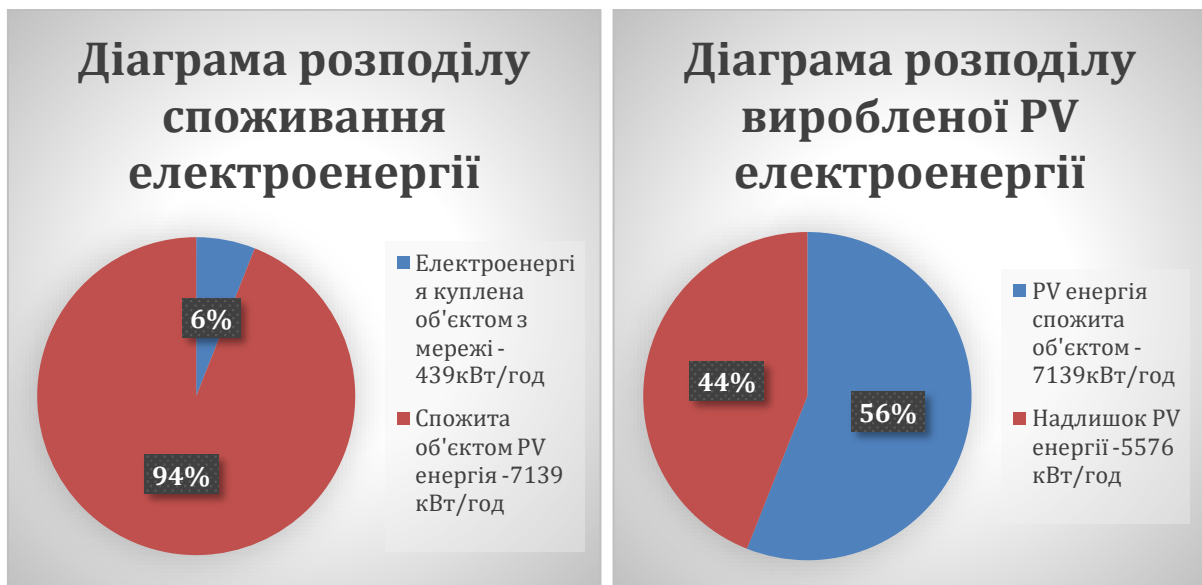 Діаграма розподілу
споживання
електроенергії
6%
94%
Електроенергі
я куплена
об'єктом з
мережі -
439кВт/год
Спожита
об'єктом PV
енергія -7139
кВт/год
Діаграма розподілу
виробленої PV
електроенергії
44%
56%
PV енергія
спожита
об'єктом -
7139кВт/год
Надлишок PV
енергії -5576
кВт/год